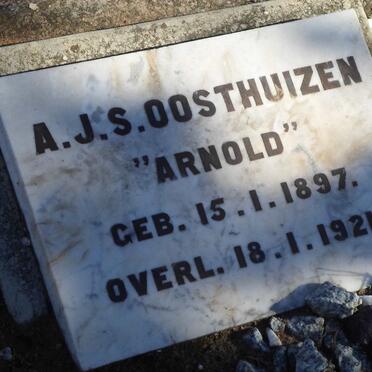 A.J.S. OOSTHUIZEN
"ARNOLD"
GEB. 15.1.1897.
OVERL. 18.1.192